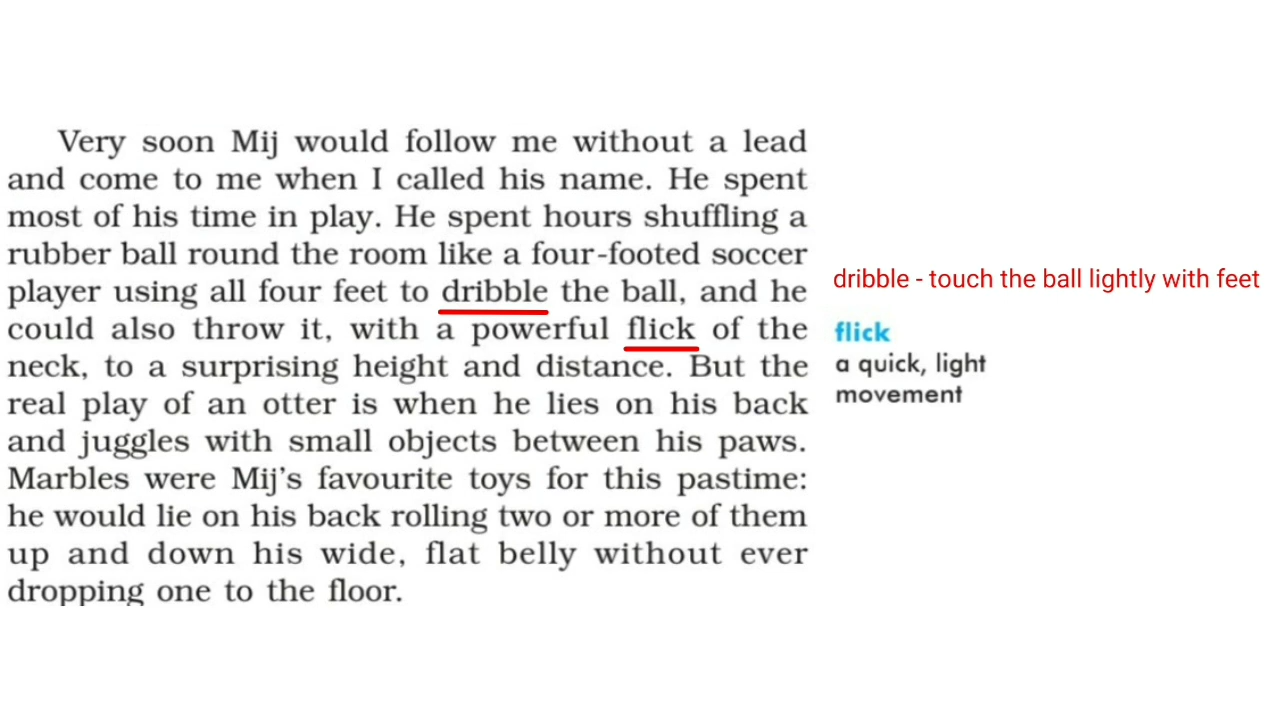 Very soon Mij would follow me without a lead
and come to me when I called his name. He spent
most of his time in play. He spent hours shuffling a
rubber ball round the room like a four-footed soccer
player using all four feet to dribble the ball, and he
could also throw it, with a powerful flick of the
neck, to a surprising height and distance. But the
real play of an otter is when he lies on his back
and juggles with small objects between his paws.
Marbles were Mij's favourite toys for this pastime:
he would lie on his back rolling two or more of them
up and down his wide, flat belly without ever
dropping one to the floor.
dribble - touch the ball lightly with feet
flick
a quick, light
movement